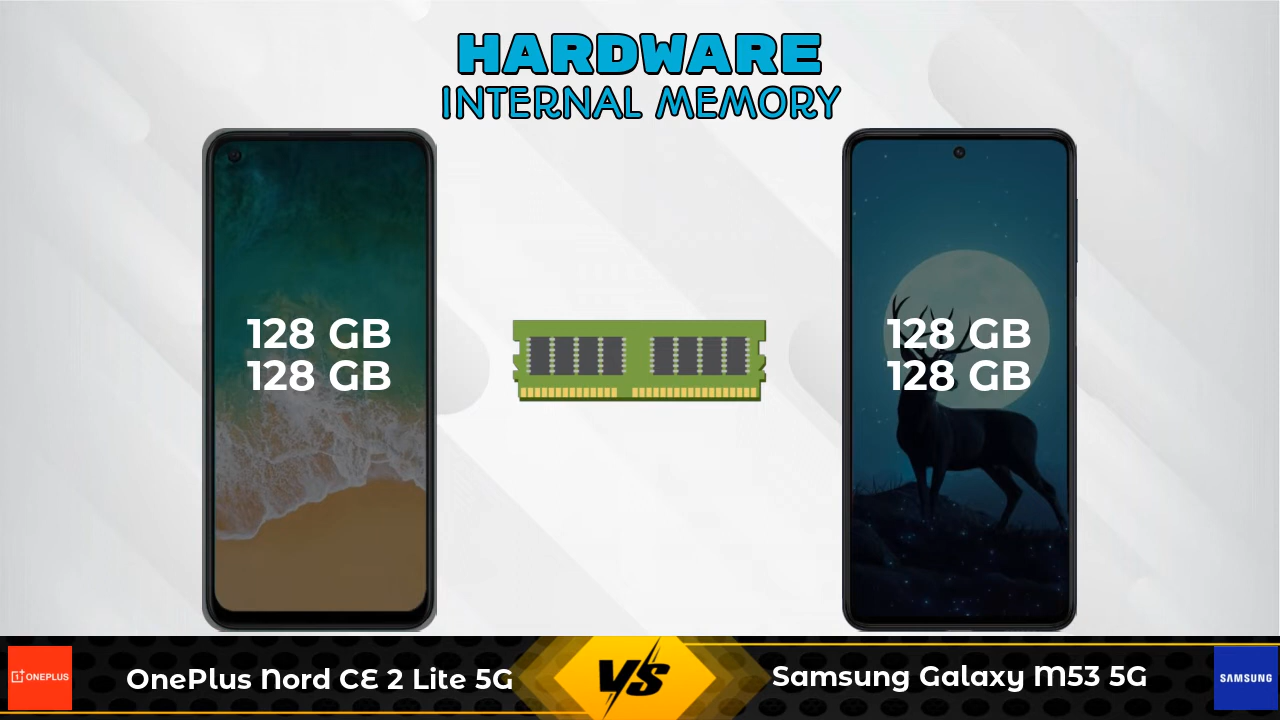 HARDWARE
INTERNAL MEMORY
128 GB
128 GB
128 GB
128 GB
ONEPLUS
OnePlus Nord CE 2 Lite 5G
VS
Samsung Galaxy M53 5G
SAMSUNG